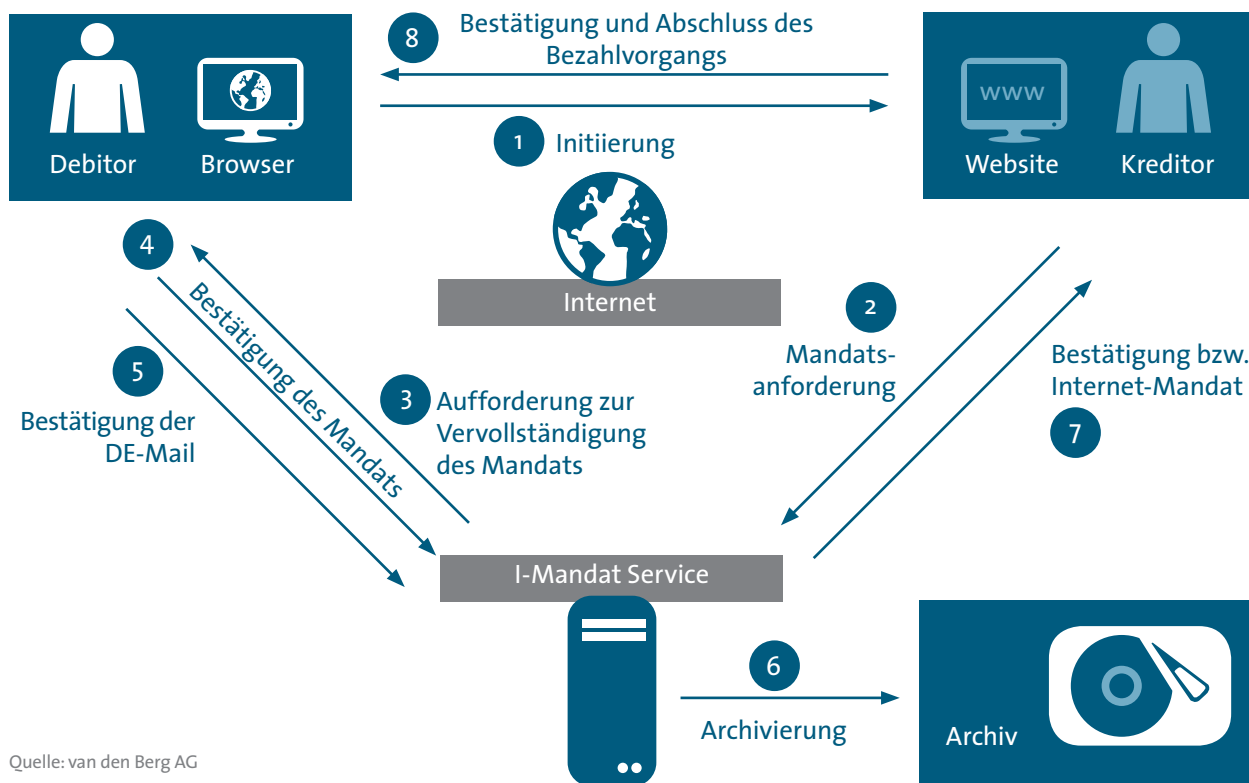 8
Bestätigung und Abschluss des
Bezahlvorgangs
Debitor
Browser
www
Website
Kreditor
1
Initiierung
Internet
2
Mandats-
anforderung
3
Aufforderung zur
Vervollständigung
des Mandats
4
Bestätigung des Mandats
5
Bestätigung der
DE-Mail
Bestätigung bzw.
Internet-Mandat
7
I-Mandat Service
6
Archivierung
Archiv
Quelle: van den Berg AG